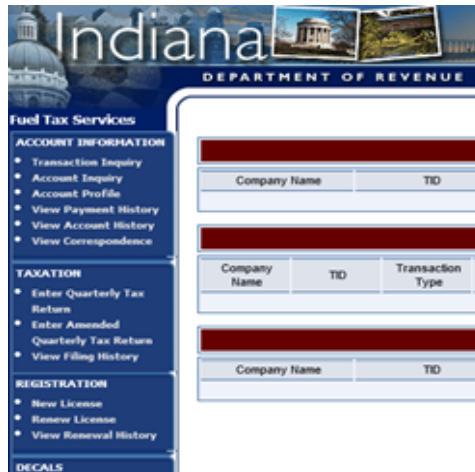 Indiana
DEPARTMENT OF REVENUE
Fuel Tax Services
ACCOUNT INFORMATION
Transaction Inquiry
Account Inquiry
Account Profile
View Payment History
View Account History
View Correspondence
TAXATION
Enter Quarterly Tax
Return
Enter Amended
Quarterly Tax Return
View Filing History
REGISTRATION
New License
Renew License
View Renewal History
DECALS
Company Name TID
Company
Name TID Transaction
Type
Company Name TID